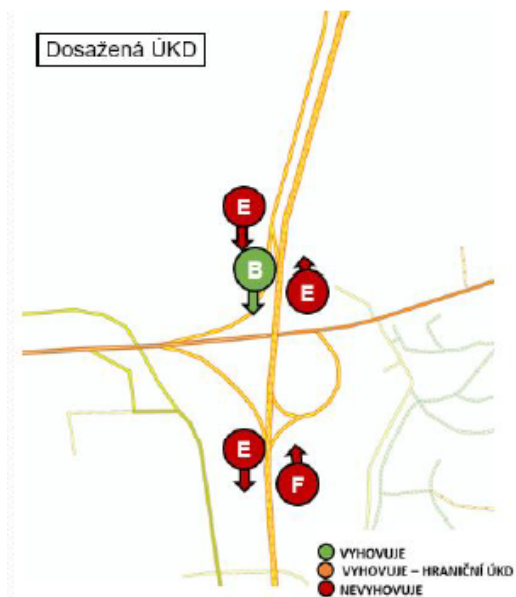 Dosažená ÚKD
E
B
E
E
F
VYHOVUJE
VYHOVUJE – HRANIČNÍ ÚKD
NEVYHOVUJE